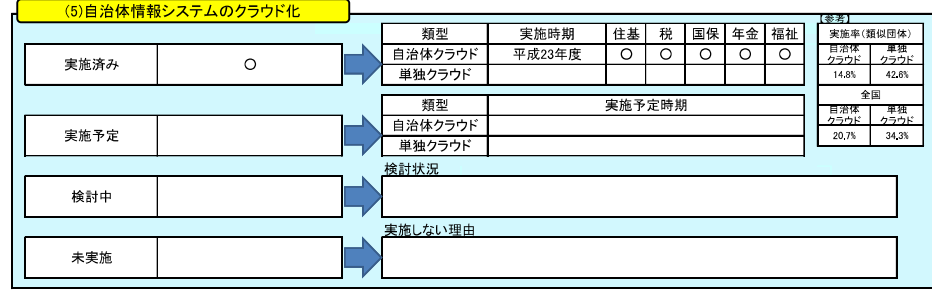 (5)自治体情報システムのクラウド化
実施済み ○
類型 実施時期 住基 税 国保 年金 福祉
自治体クラウド 平成23年度 ○ ○ ○ ○ ○
単独クラウド
【参考】
実施率(類似団体)
自治体クラウド 単独クラウド
14.8% 42.6%
全国
自治体クラウド 単独クラウド
20.7% 34.3%
実施予定
類型 実施予定時期
自治体クラウド
単独クラウド
検討中
検討状況
未実施
実施しない理由